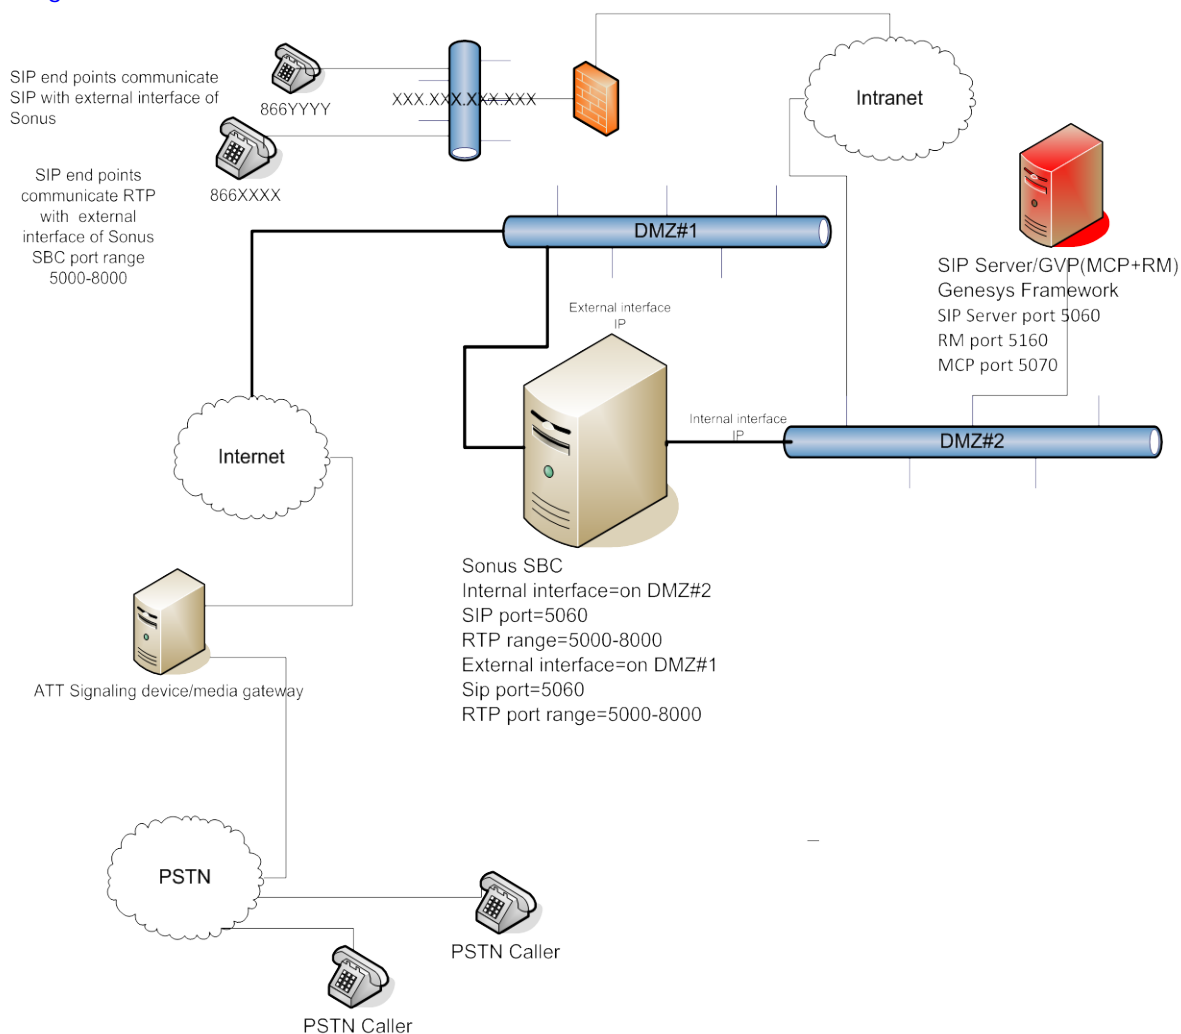 SIP end points communicate
SIP with external interface of
Sonus
866YYYY
XXX.XXX.XXX.XXX
Intranet
SIP end points
communicate RTP
with external
interface of Sonus
SBC port range
5000-8000
866XXXX
DMZ#1
SIP Server/GVP(MCP+RM)
Genesys Framework
SIP Server port 5060
RM port 5160
MCP port 5070
External interface
IP
Internal interface
IP
DMZ#2
Internet
Sonus SBC
Internal interface=on DMZ#2
SIP port=5060
RTP range=5000-8000
External interface=on DMZ#1
Sip port=5060
RTP port range=5000-8000
ATT Signaling device/media gateway
PSTN
PSTN Caller
PSTN Caller